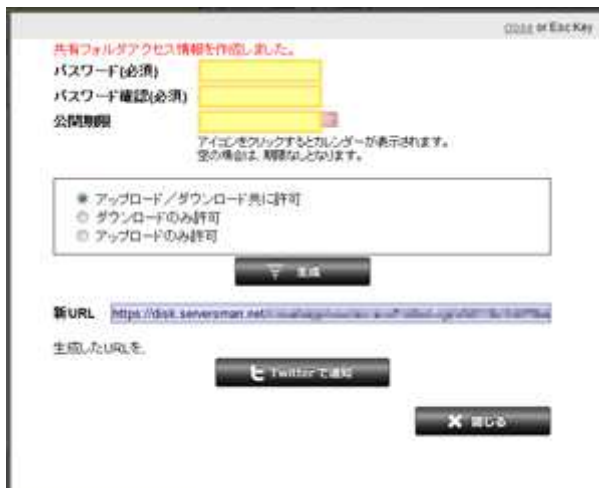 close or Esc Key
共有フォルダアクセス情報を作成しました。
パスワード(必須)
パスワード確認(必須)
公開期限
アイコンをクリックするとカレンダーが表示されます。
空の場合は、期限なしとなります。
アップロード／ダウンロード共に許可
ダウンロードのみ許可
アップロードのみ許可
生成
新URL https://disk.serversman.net/
生成したURLを、
Twitterで通知
閉じる